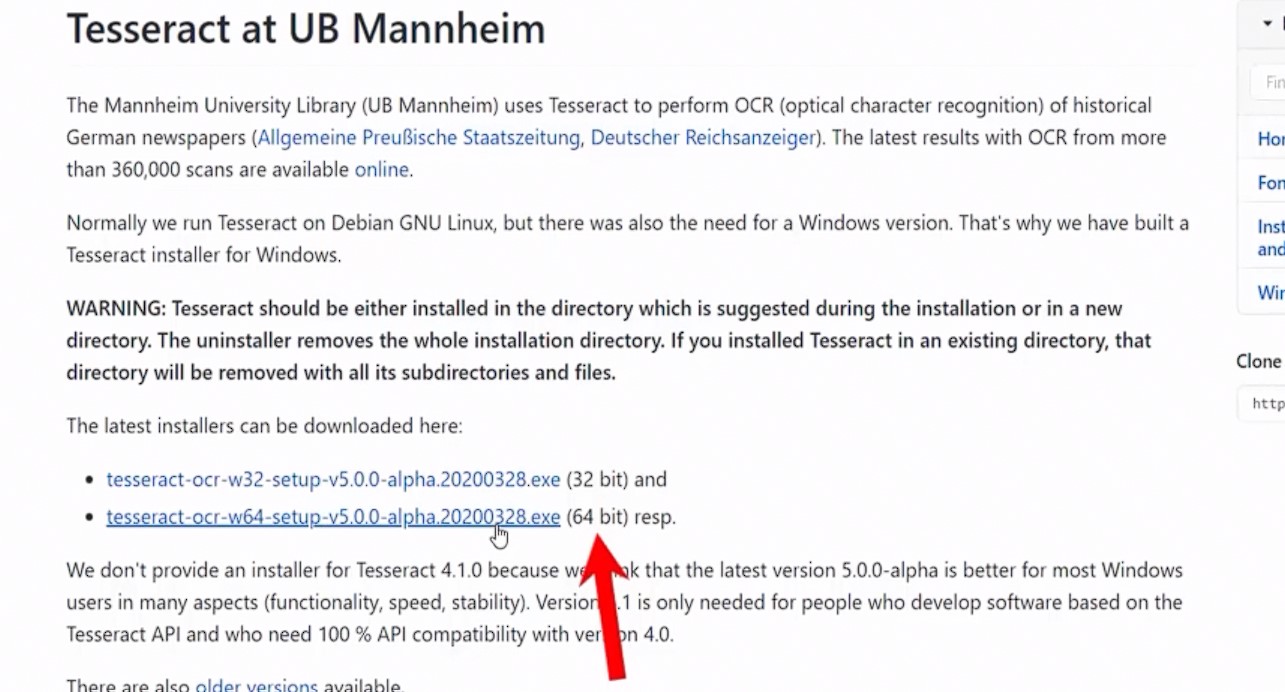 Tesseract at UB Mannheim
The Mannheim University Library (UB Mannheim) uses Tesseract to perform OCR (optical character recognition) of historical
German newspapers (Allgemeine Preußische Staatszeitung, Deutscher Reichsanzeiger). The latest results with OCR from more
than 360,000 scans are available online.
Normally we run Tesseract on Debian GNU Linux, but there was also the need for a Windows version. That's why we have built a
Tesseract installer for Windows.
WARNING: Tesseract should be either installed in the directory which is suggested during the installation or in a new
directory. The uninstaller removes the whole installation directory. If you installed Tesseract in an existing directory, that
directory will be removed with all its subdirectories and files.
The latest installers can be downloaded here:
• tesseract-ocr-w32-setup-v5.0.0-alpha.20200328.exe (32 bit) and
• tesseract-ocr-w64-setup-v5.0.0-alpha.20200328.exe (64 bit) resp.
We don't provide an installer for Tesseract 4.1.0 because we that the latest version 5.0.0-alpha is better for most Windows
users in many aspects (functionality, speed, stability). Version .1 is only needed for people who develop software based on the
Tesseract API and who need 100 % API compatibility with version 4.0.
There are also older versions available.
Clone
http